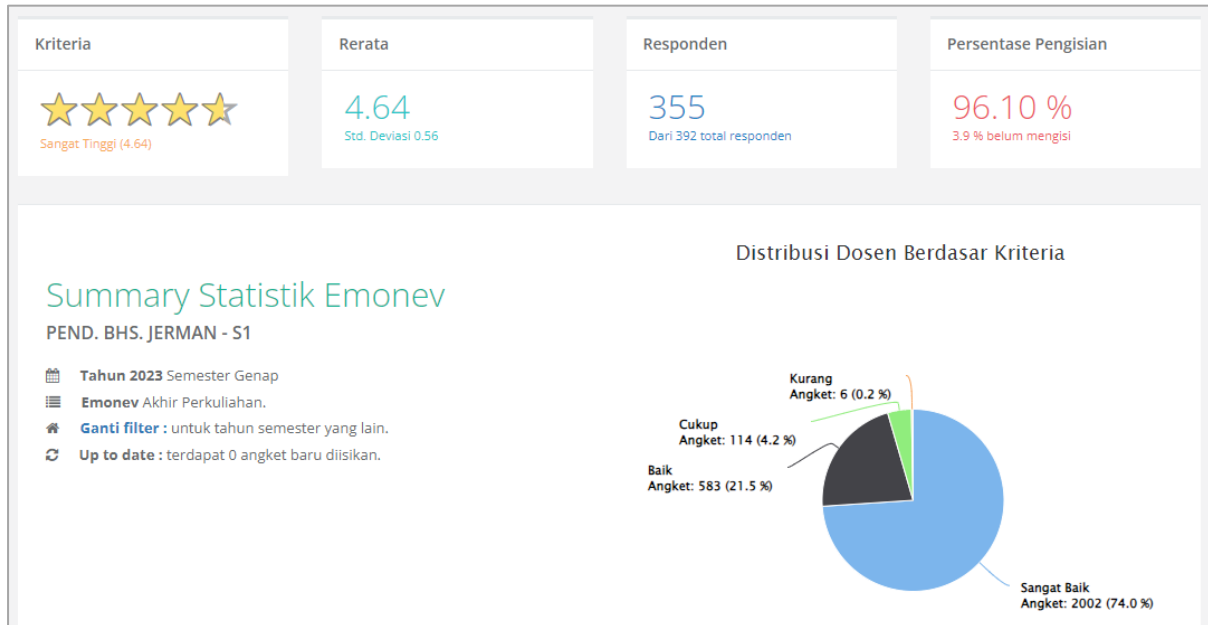 Kriteria
Rerata
Responden
Persentase Pengisian
Sangat Tinggi (4.64)
4.64
Std. Deviasi 0.56
355
Dari 392 total responden
96.10 %
3.9 % belum mengisi
Summary Statistik Emonev
PEND. BHS. JERMAN - S1
Tahun 2023 Semester Genap
Emonev Akhir Perkuliahan.
Ganti filter : untuk tahun semester yang lain.
Up to date : terdapat 0 angket baru diisikan.
Distribusi Dosen Berdasar Kriteria
Kurang
Angket: 6 (0.2 %)
Cukup
Angket: 114 (4.2 %)
Baik
Angket: 583 (21.5 %)
Sangat Baik
Angket: 2002 (74.0 %)